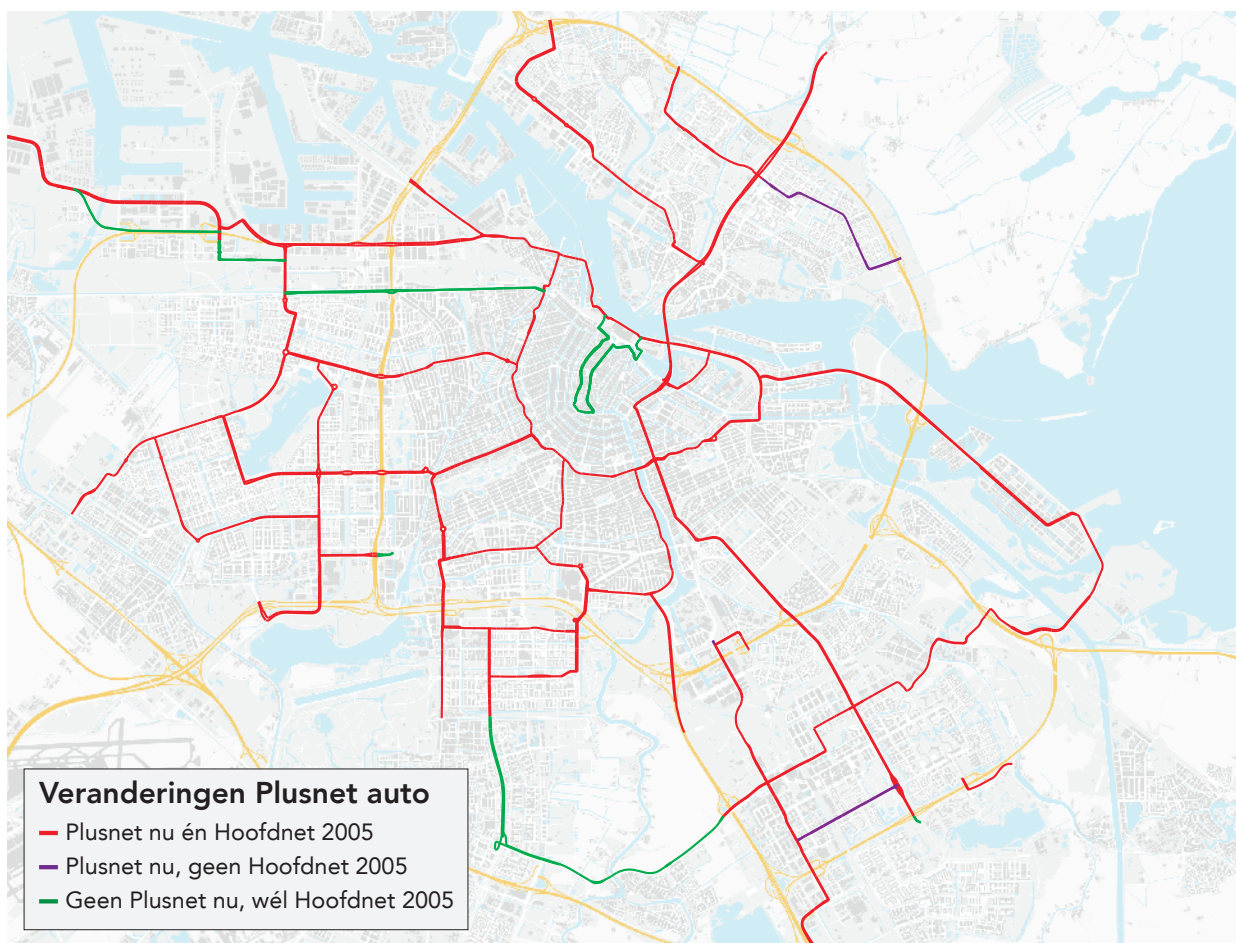 Veranderingen Plusnet auto
Plusnet nu én Hoofdnet 2005
Plusnet nu, geen Hoofdnet 2005
Geen Plusnet nu, wél Hoofdnet 2005